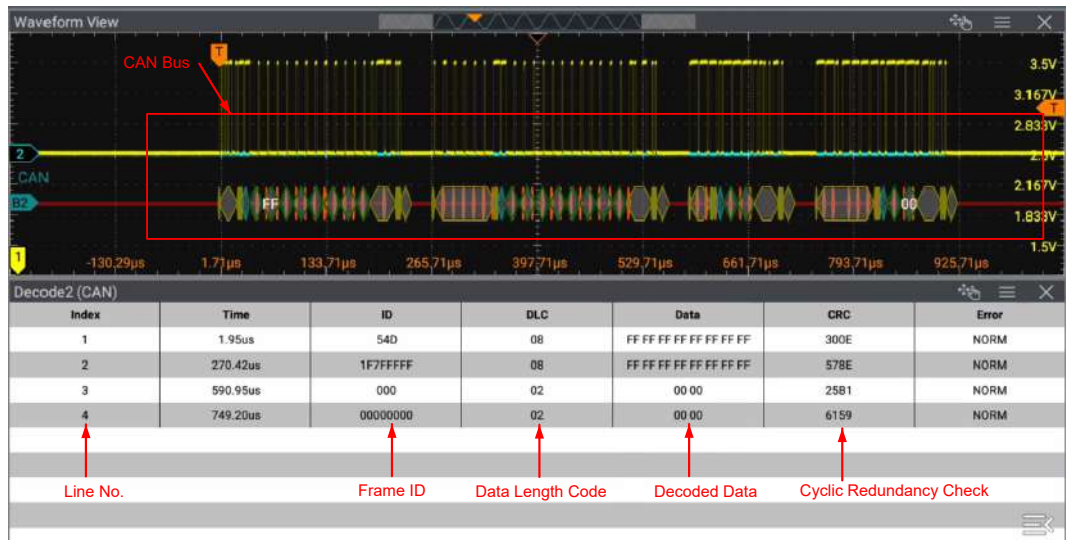 Waveform View
T
CAN Bus
3.5V
3.167V
T
2.833V
2
2.5V
CAN
2.167V
B2
FF
00
1.833V
1.5V
1
-130.29µs 1.71µs 133.71µs 265.71µs 397.71µs 529.71µs 661.71µs 793.71µs 925.71µs
Decode2 (CAN)
Index Time ID DLC Data CRC Error
1 1.95us 54D 08 FF FF FF FF FF FF FF FF 300E NORM
2 270.42us 1F7FFFFF 08 FF FF FF FF FF FF FF FF 578E NORM
3 590.95us 000 02 00 00 25B1 NORM
4 749.20us 00000000 02 00 00 6159 NORM
Line No. Frame ID Data Length Code Decoded Data Cyclic Redundancy Check